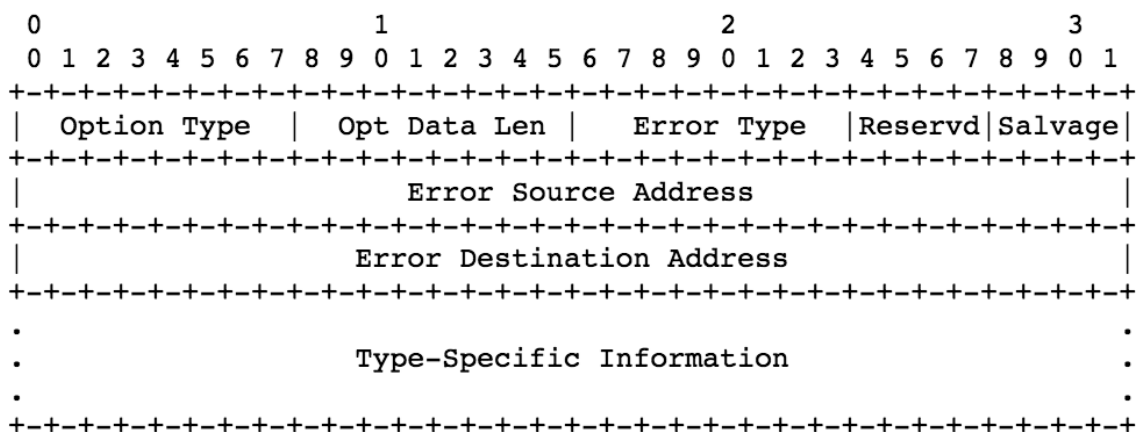 0                   1                   2                   3
 0 1 2 3 4 5 6 7 8 9 0 1 2 3 4 5 6 7 8 9 0 1 2 3 4 5 6 7 8 9 0 1
+-+-+-+-+-+-+-+-+-+-+-+-+-+-+-+-+-+-+-+-+-+-+-+-+-+-+-+-+-+-+-+-+
|  Option Type  |  Opt Data Len |   Error Type  |Reservd|Salvage|
+-+-+-+-+-+-+-+-+-+-+-+-+-+-+-+-+-+-+-+-+-+-+-+-+-+-+-+-+-+-+-+-+
|                      Error Source Address                     |
+-+-+-+-+-+-+-+-+-+-+-+-+-+-+-+-+-+-+-+-+-+-+-+-+-+-+-+-+-+-+-+-+
|                   Error Destination Address                   |
+-+-+-+-+-+-+-+-+-+-+-+-+-+-+-+-+-+-+-+-+-+-+-+-+-+-+-+-+-+-+-+-+
.                                                               .
.                   Type-Specific Information                   .
.                                                               .
+-+-+-+-+-+-+-+-+-+-+-+-+-+-+-+-+-+-+-+-+-+-+-+-+-+-+-+-+-+-+-+-+